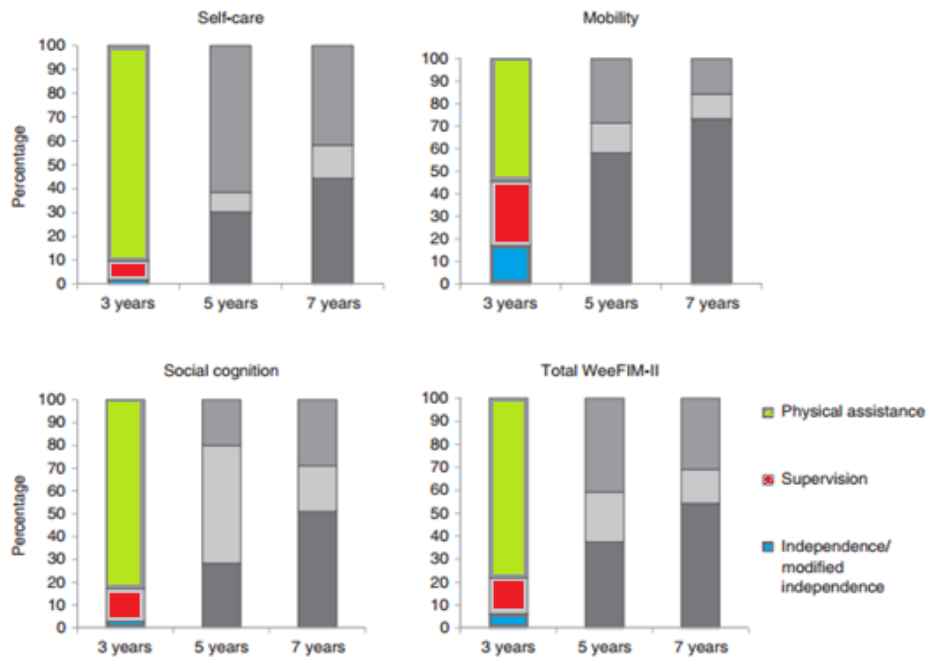 Self-care
Percentage
100
90
80
70
60
50
40
30
20
10
0
3 years
5 years
7 years
Mobility
100
90
80
70
60
50
40
30
20
10
0
3 years
5 years
7 years
Social cognition
Percentage
100
90
80
70
60
50
40
30
20
10
0
3 years
5 years
7 years
Total WeeFIM-II
100
90
80
70
60
50
40
30
20
10
0
3 years
5 years
7 years
Physical assistance
Supervision
Independence/
modified
independence